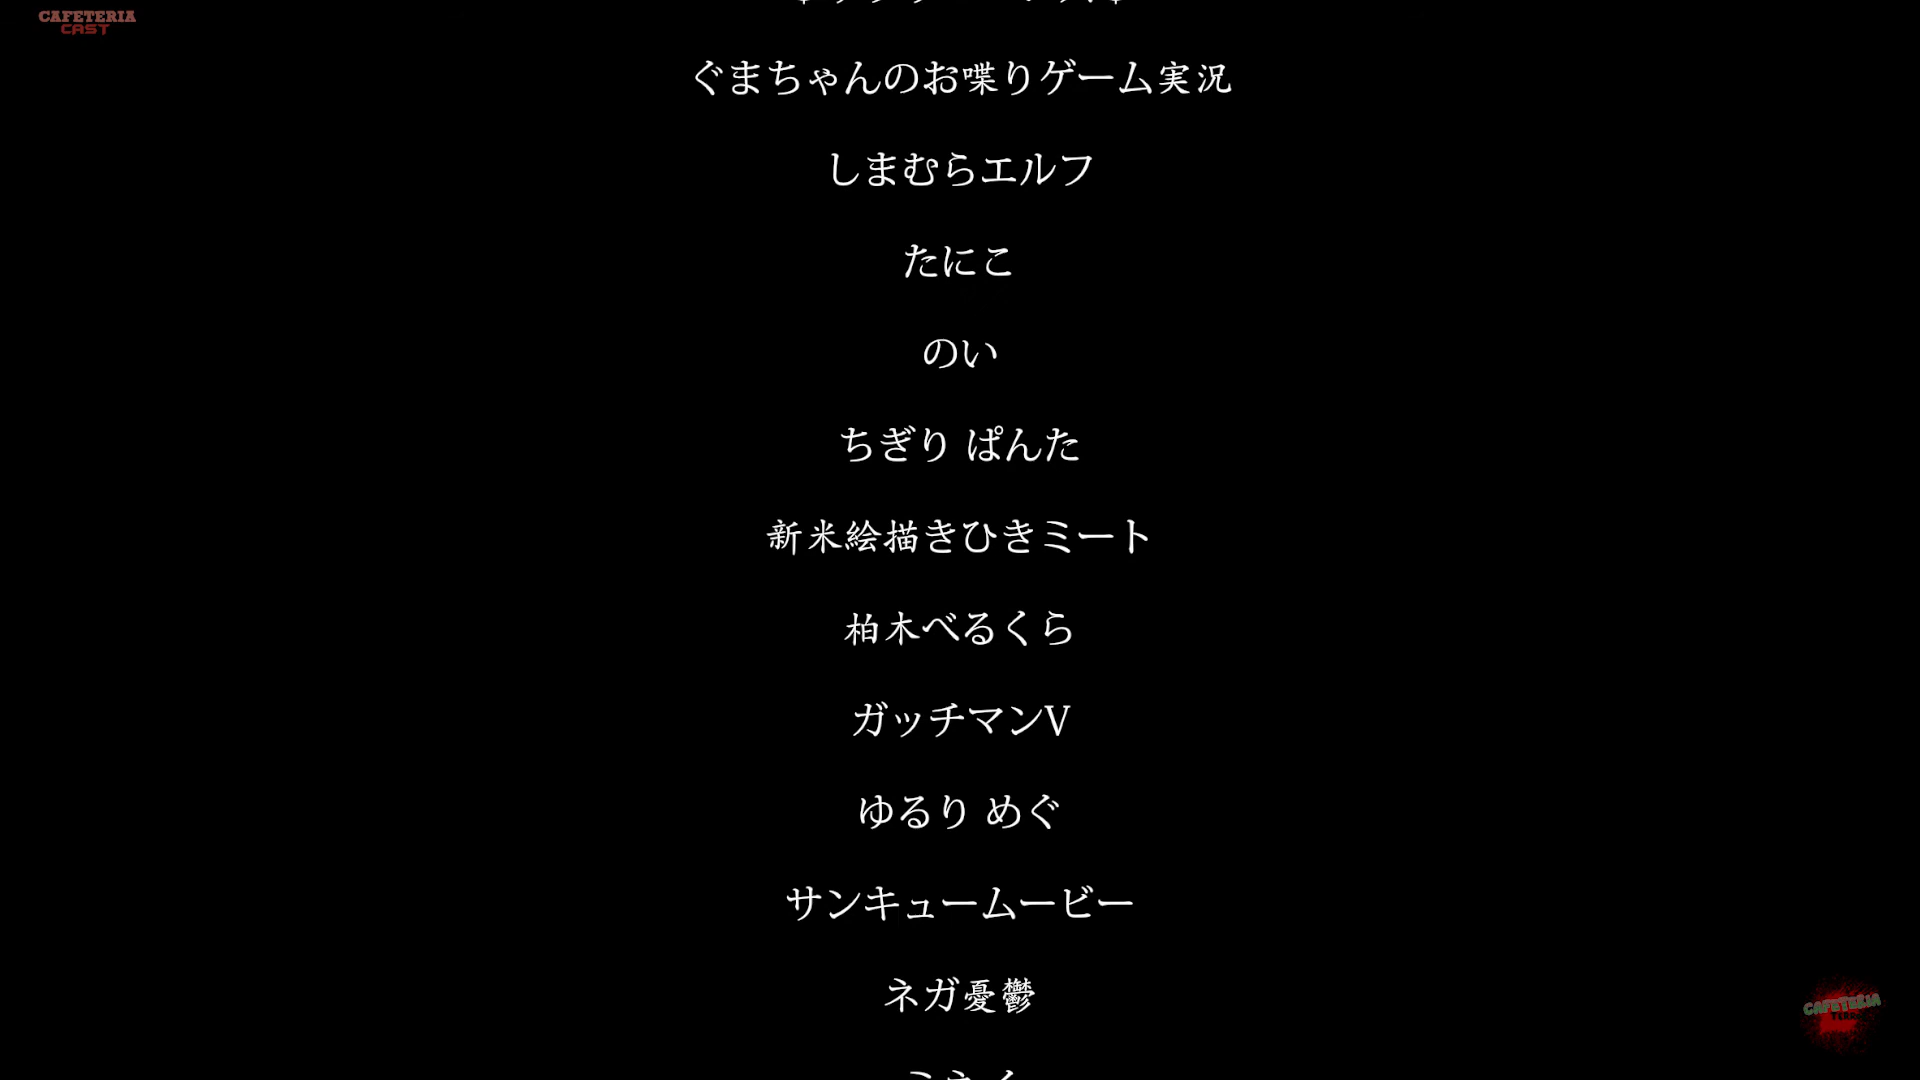 CAFETERIA
CAST
ぐまちゃんのお喋りゲーム実況
しまむらエルフ
たにこ
のい
ちぎり ぱんた
新米絵描きひきミート
柏木べるくら
ガッチマンV
ゆるり めぐ
サンキュームービー
ネガ憂鬱
CAFETERIA